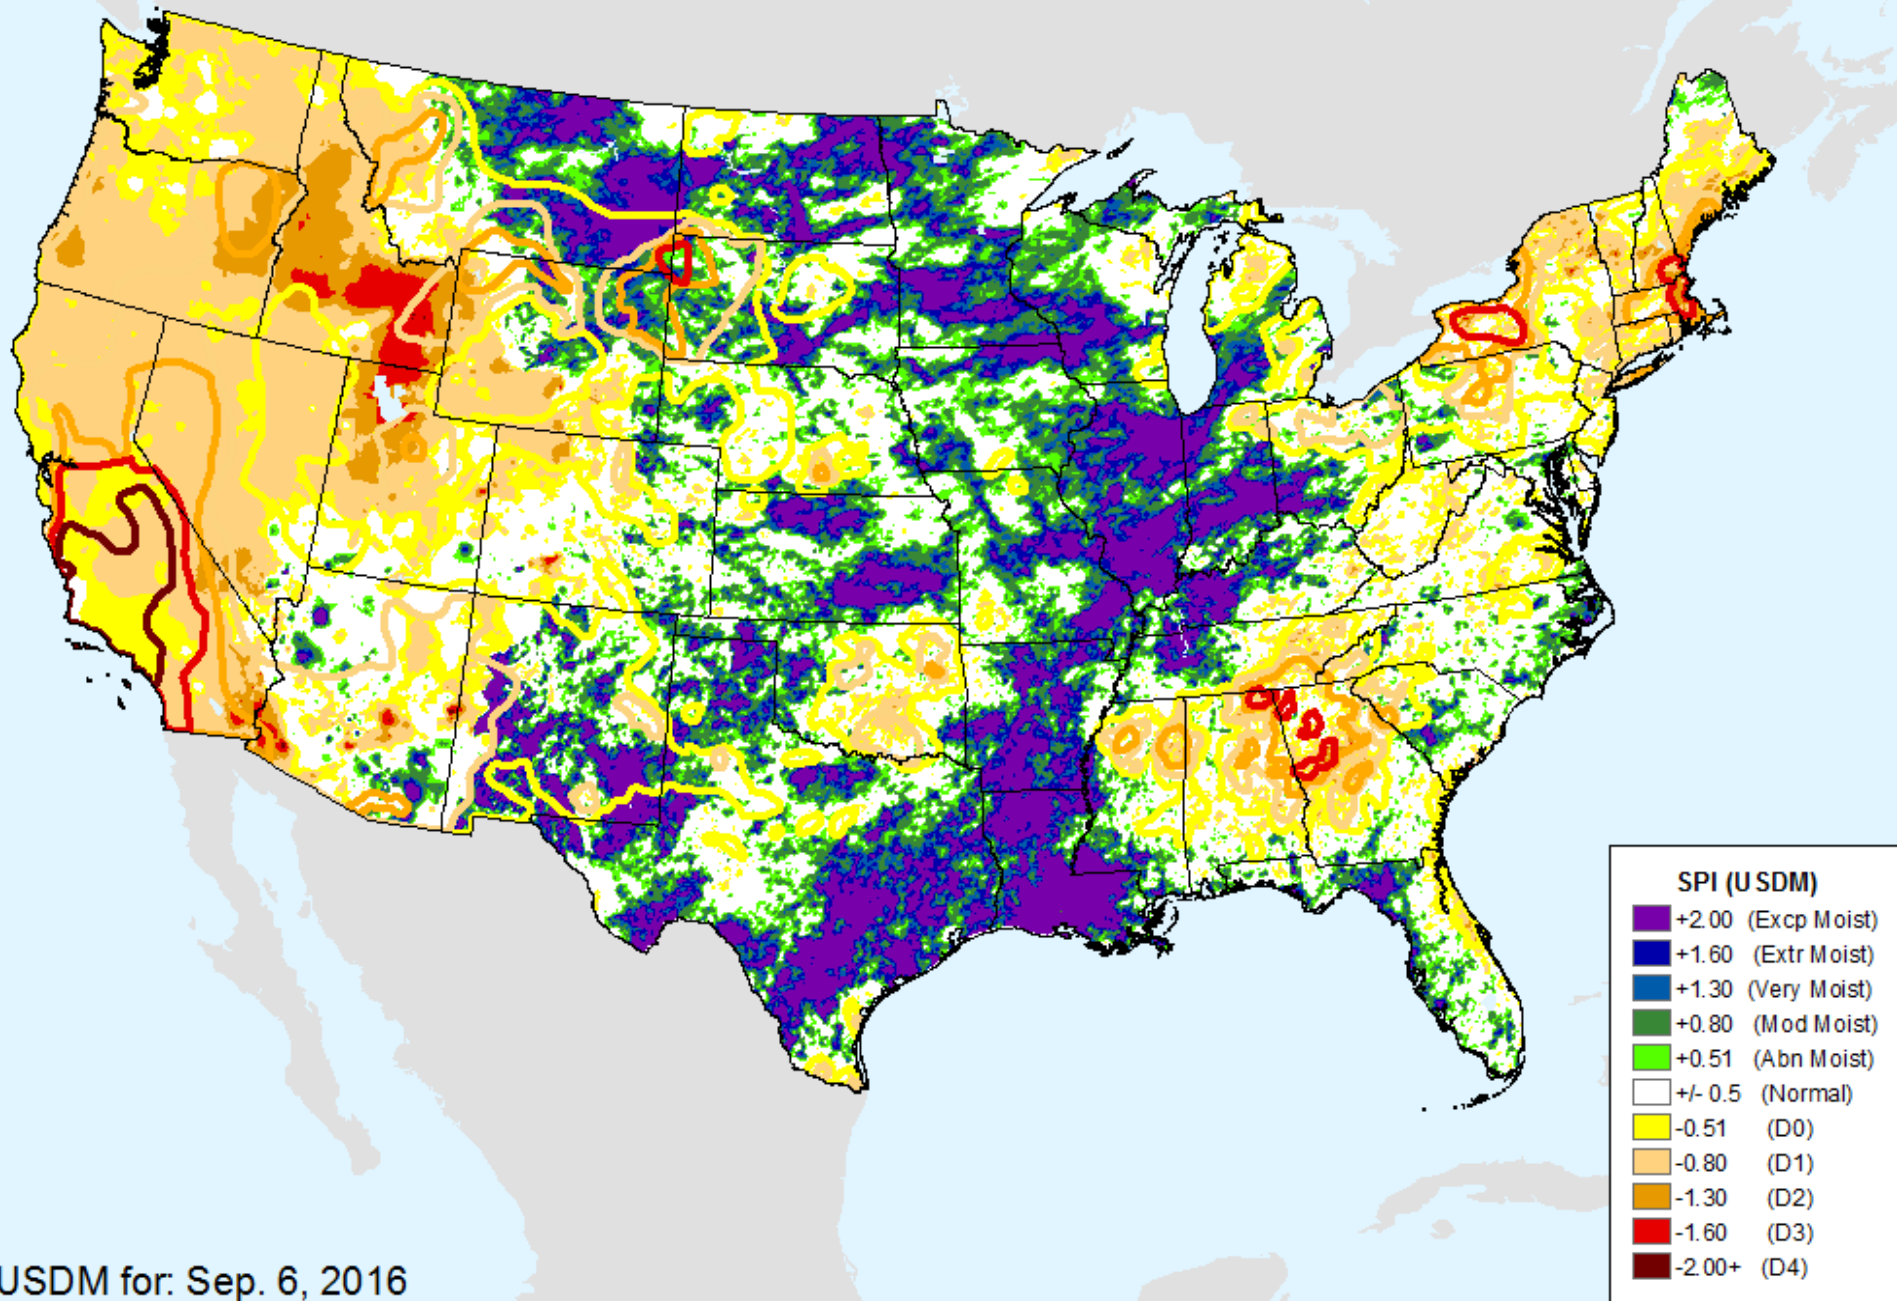 SPI (USDM)
+2.00 (Excp Moist)
+1.60 (Extr Moist)
+1.30 (Very Moist)
+0.80 (Mod Moist)
+0.51 (Abn Moist)
+/- 0.5 (Normal)
-0.51 (D0)
-0.80 (D1)
-1.30 (D2)
-1.60 (D3)
-2.00+ (D4)
USDM for: Sep. 6, 2016